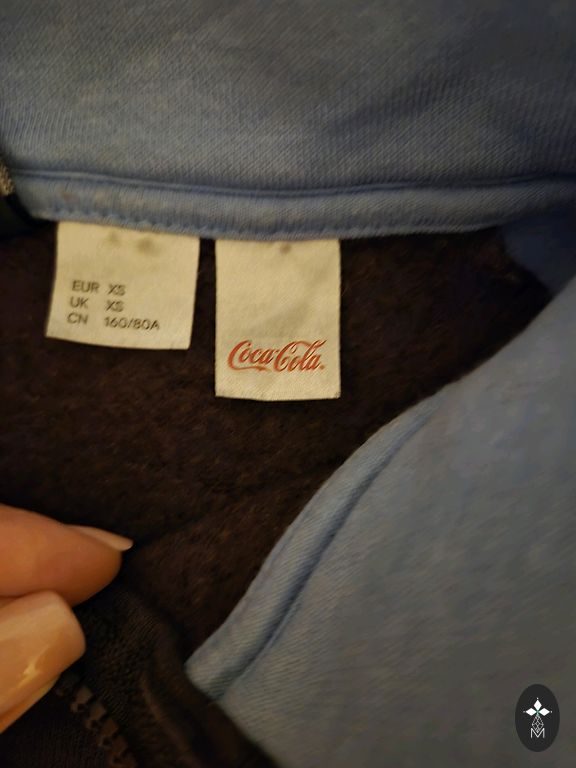 EUR XS
UK XS
CN 160/80A
Coca-Cola
M